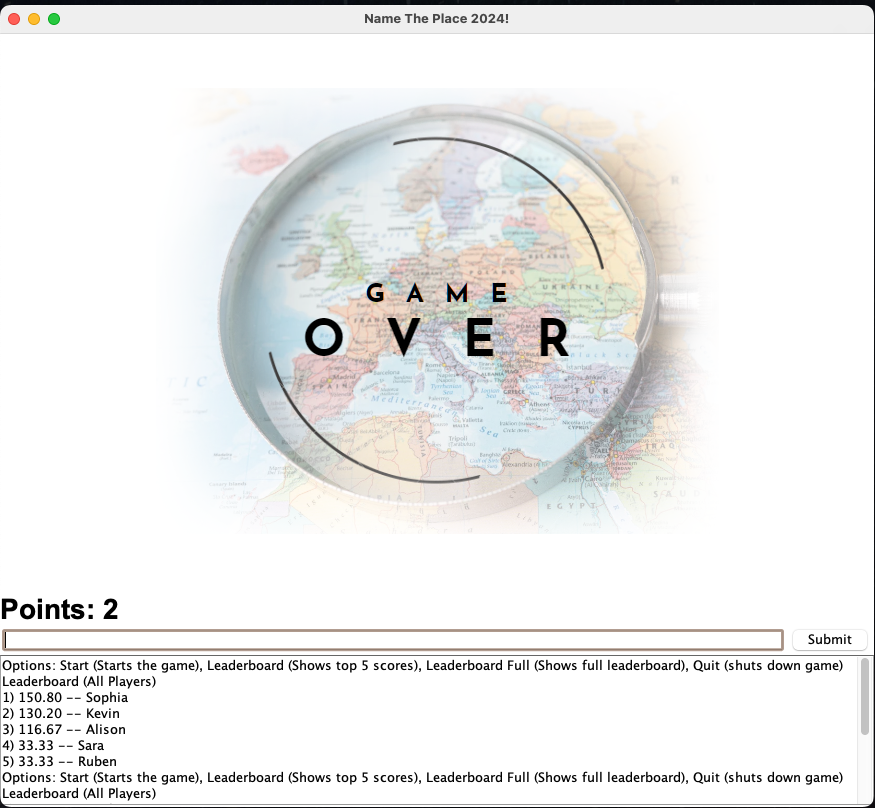 Name The Place 2024!
GAME
OVER
Points: 2
Submit
Options: Start (Starts the game), Leaderboard (Shows top 5 scores), Leaderboard Full (Shows full leaderboard), Quit (shuts down game)
Leaderboard (All Players)
1) 150.80 -- Sophia
2) 130.20 -- Kevin
3) 116.67 -- Alison
4) 33.33 -- Sara
5) 33.33 -- Ruben
Options: Start (Starts the game), Leaderboard (Shows top 5 scores), Leaderboard Full (Shows full leaderboard), Quit (shuts down game)
Leaderboard (All Players)